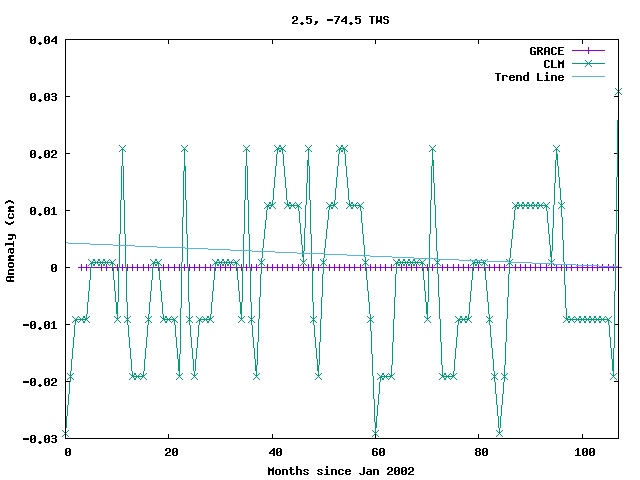 2.5, -74.5 TWS
0.04
GRACE
CLM
0.03
Trend Line
0.02
0.01
Anomaly (cm)
0
-0.01
-0.02
-0.03
0 20 40 60 80 100
Months since Jan 2002